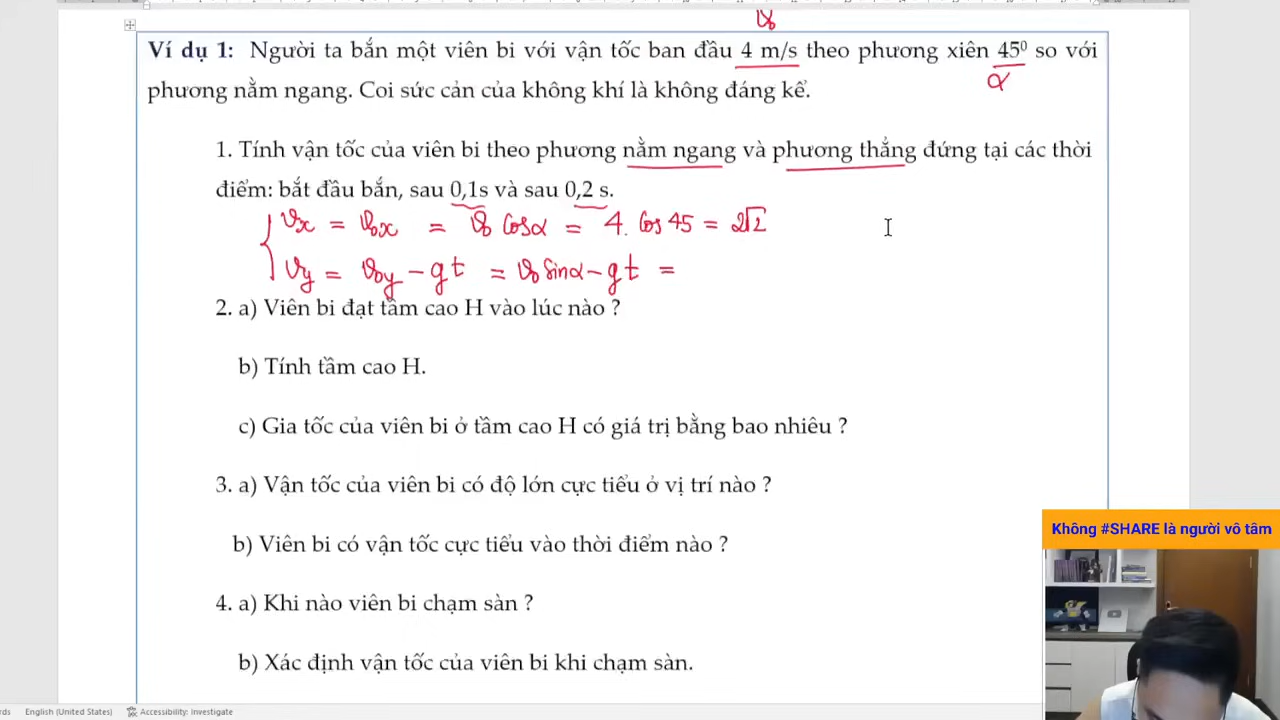 v₀
Ví dụ 1: Người ta bắn một viên bi với vận tốc ban đầu 4 m/s theo phương xiên 45⁰ so với
α
phương nằm ngang. Coi sức cản của không khí là không đáng kể.
1. Tính vận tốc của viên bi theo phương nằm ngang và phương thẳng đứng tại các thời
điểm: bắt đầu bắn, sau 0,1s và sau 0,2 s.
vx = v₀x = v₀ cosα = 4. cos 45 = 2√2
vy = v₀y − gt = v₀ sinα − gt =
2. a) Viên bi đạt tầm cao H vào lúc nào ?
b) Tính tầm cao H.
c) Gia tốc của viên bi ở tầm cao H có giá trị bằng bao nhiêu ?
3. a) Vận tốc của viên bi có độ lớn cực tiểu ở vị trí nào ?
b) Viên bi có vận tốc cực tiểu vào thời điểm nào ?
Không #SHARE là người vô tâm
4. a) Khi nào viên bi chạm sàn ?
b) Xác định vận tốc của viên bi khi chạm sàn.
rds English (United States) Accessibility: Investigate